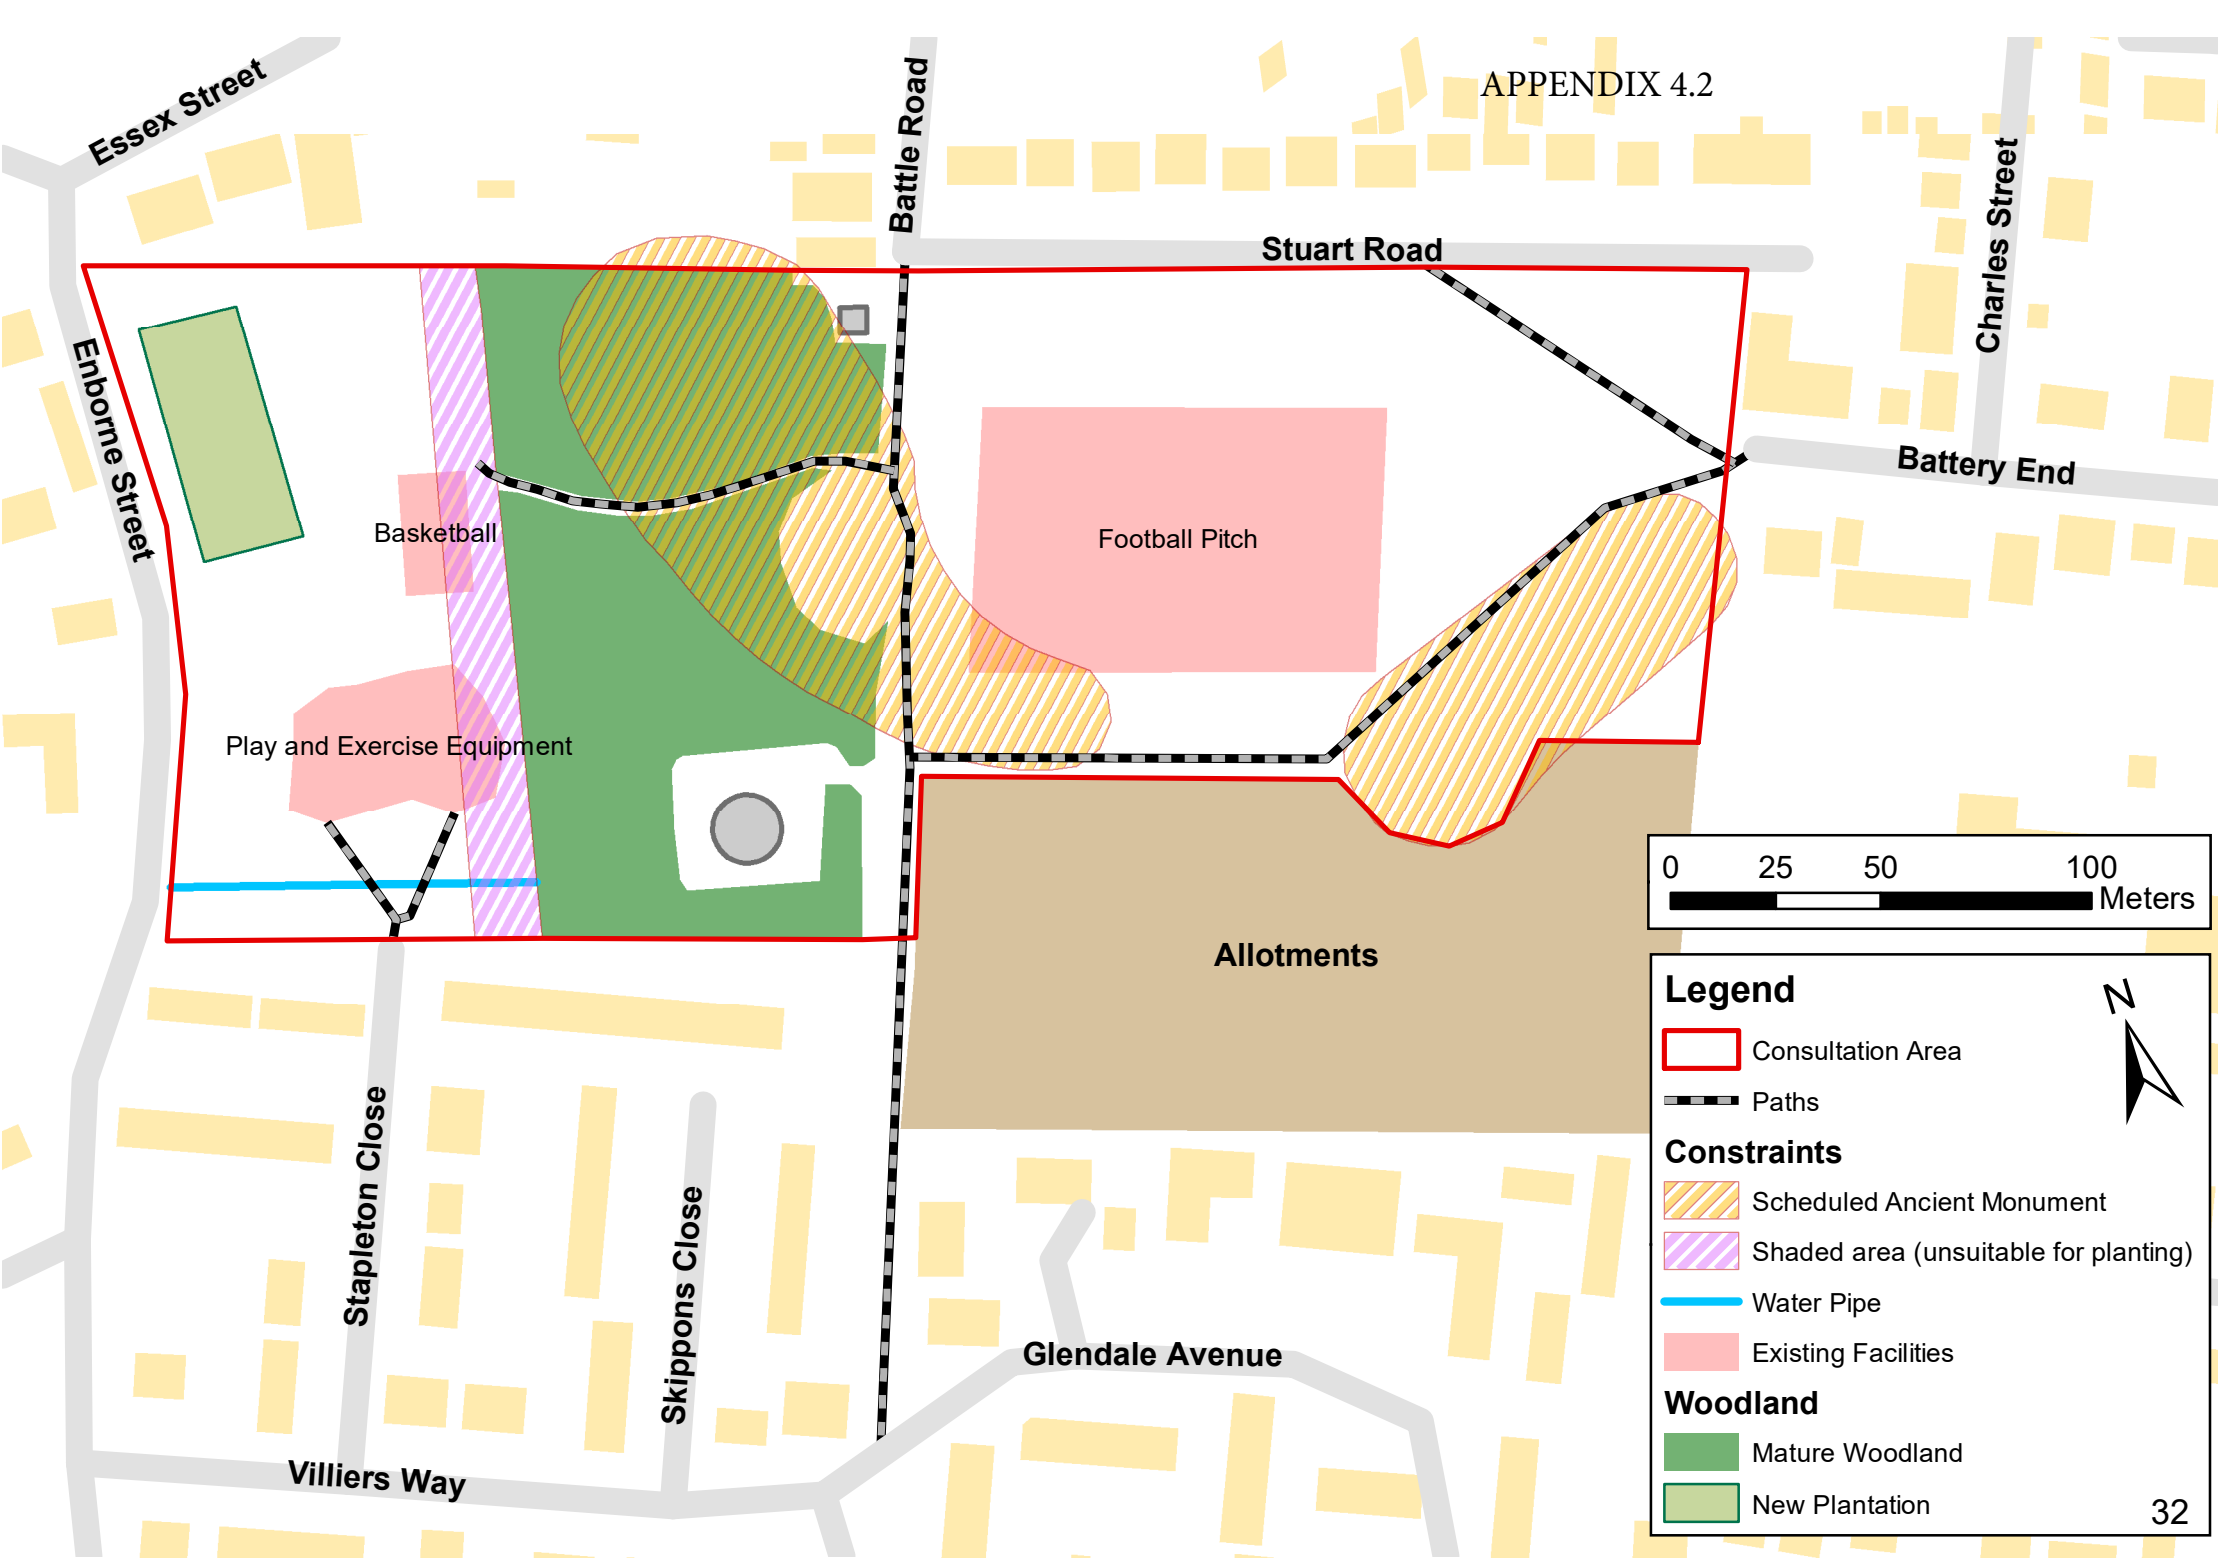 APPENDIX 4.2
Essex Street
Battle Road
Stuart Road
Charles Street
Enborne Street
Battery End
Basketball
Football Pitch
Play and Exercise Equipment
Allotments
0 25 50 100
Meters
Legend
N
Consultation Area
Paths
Constraints
Scheduled Ancient Monument
Shaded area (unsuitable for planting)
Water Pipe
Existing Facilities
Woodland
Mature Woodland
New Plantation
32
Stapleton Close
Skippons Close
Glendale Avenue
Villiers Way